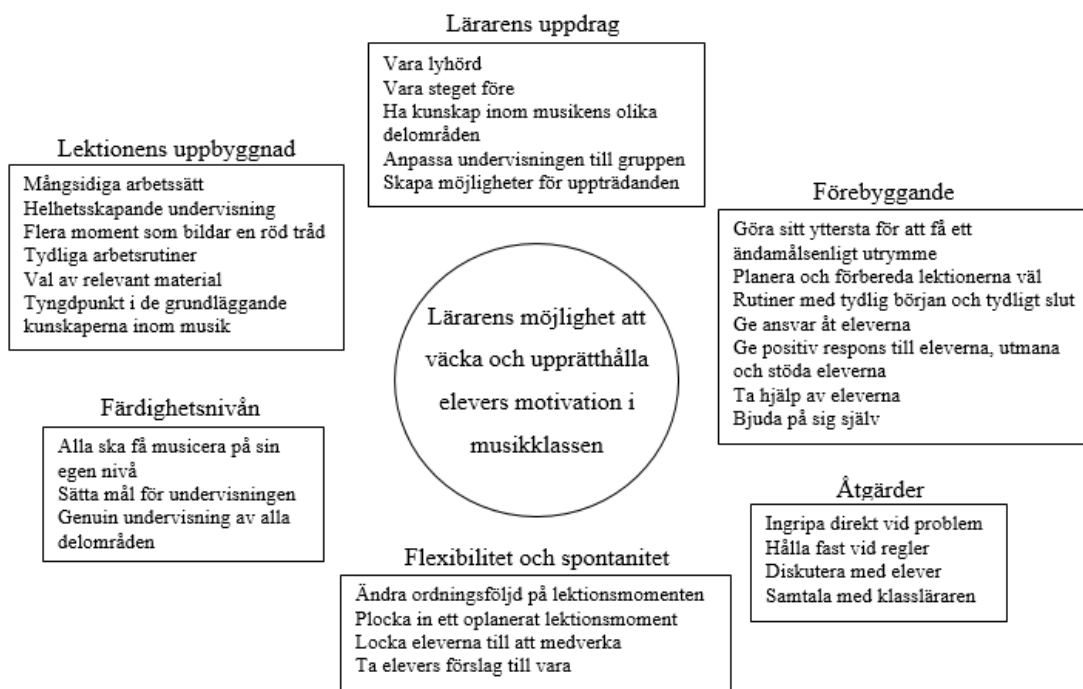 Lärarens uppdrag
Vara lyhörd
Vara steget före
Ha kunskap inom musikens olika
delområden
Anpassa undervisningen till gruppen
Skapa möjligheter för uppträdanden
Lektionens uppbyggnad
Mångsidiga arbetssätt
Helhetsskapande undervisning
Flera moment som bildar en röd tråd
Tydliga arbetsrutiner
Val av relevant material
Tyngdpunkt i de grundläggande
kunskaperna inom musik
Förebyggande
Göra sitt yttersta för att få ett
ändamålsenligt utrymme
Planera och förbereda lektionerna väl
Rutiner med tydlig början och tydligt slut
Ge ansvar åt eleverna
Ge positiv respons till eleverna, utmana
och stöda eleverna
Ta hjälp av eleverna
Bjuda på sig själv
Lärarens möjlighet att
väcka och upprätthålla
elevers motivation i
musikklassen
Färdighetsnivån
Alla ska få musicera på sin
egen nivå
Sätta mål för undervisningen
Genuin undervisning av alla
delområden
Åtgärder
Ingripa direkt vid problem
Hålla fast vid regler
Diskutera med elever
Samtala med klassläraren
Flexibilitet och spontanitet
Ändra ordningsföljd på lektionsmomenten
Plocka in ett oplanerat lektionsmoment
Locka eleverna till att medverka
Ta elevers förslag till vara